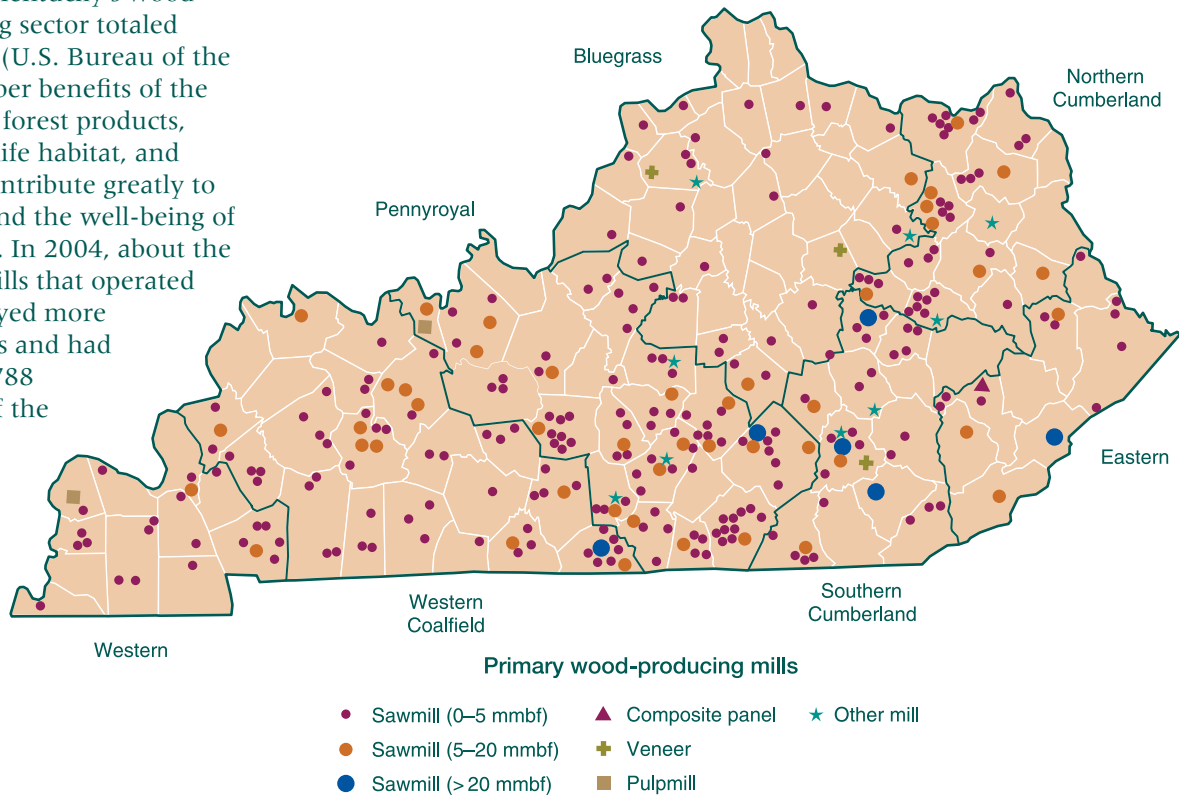 entucky's wood
g sector totaled
(U.S. Bureau of the
per benefits of the
forest products,
life habitat, and
ntribute greatly to
nd the well-being of
. In 2004, about the
ills that operated
yed more
s and had
788
f the
Bluegrass
Northern
Cumberland
Pennyroyal
Eastern
Southern
Cumberland
Western
Coalfield
Western
Primary wood-producing mills
Sawmill (0–5 mmbf)
Composite panel
Other mill
Sawmill (5–20 mmbf)
Veneer
Sawmill (> 20 mmbf)
Pulpmill